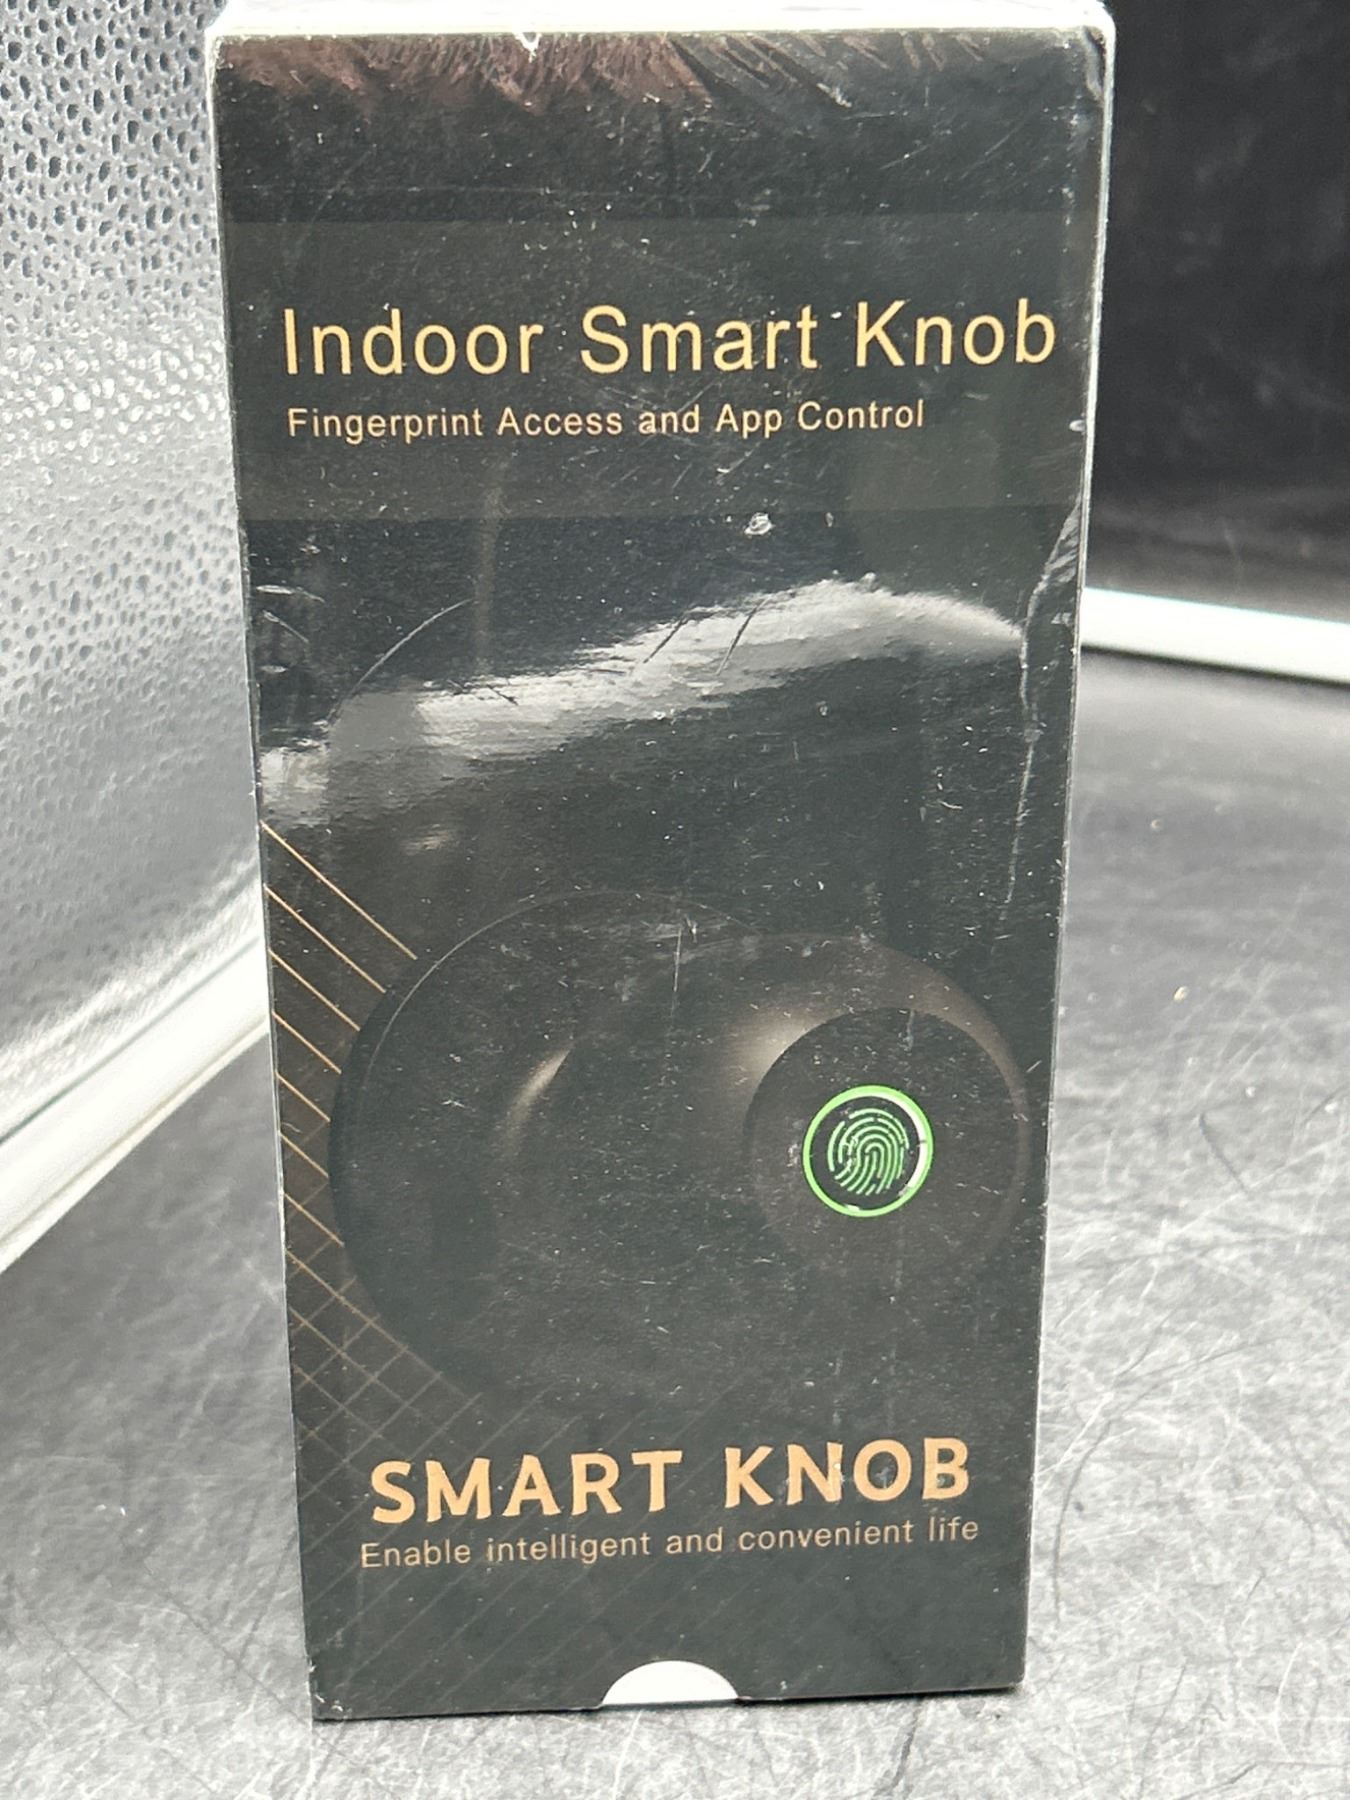 Indoor Smart Knob
Fingerprint Access and App Control
SMART KNOB
Enable intelligent and convenient life